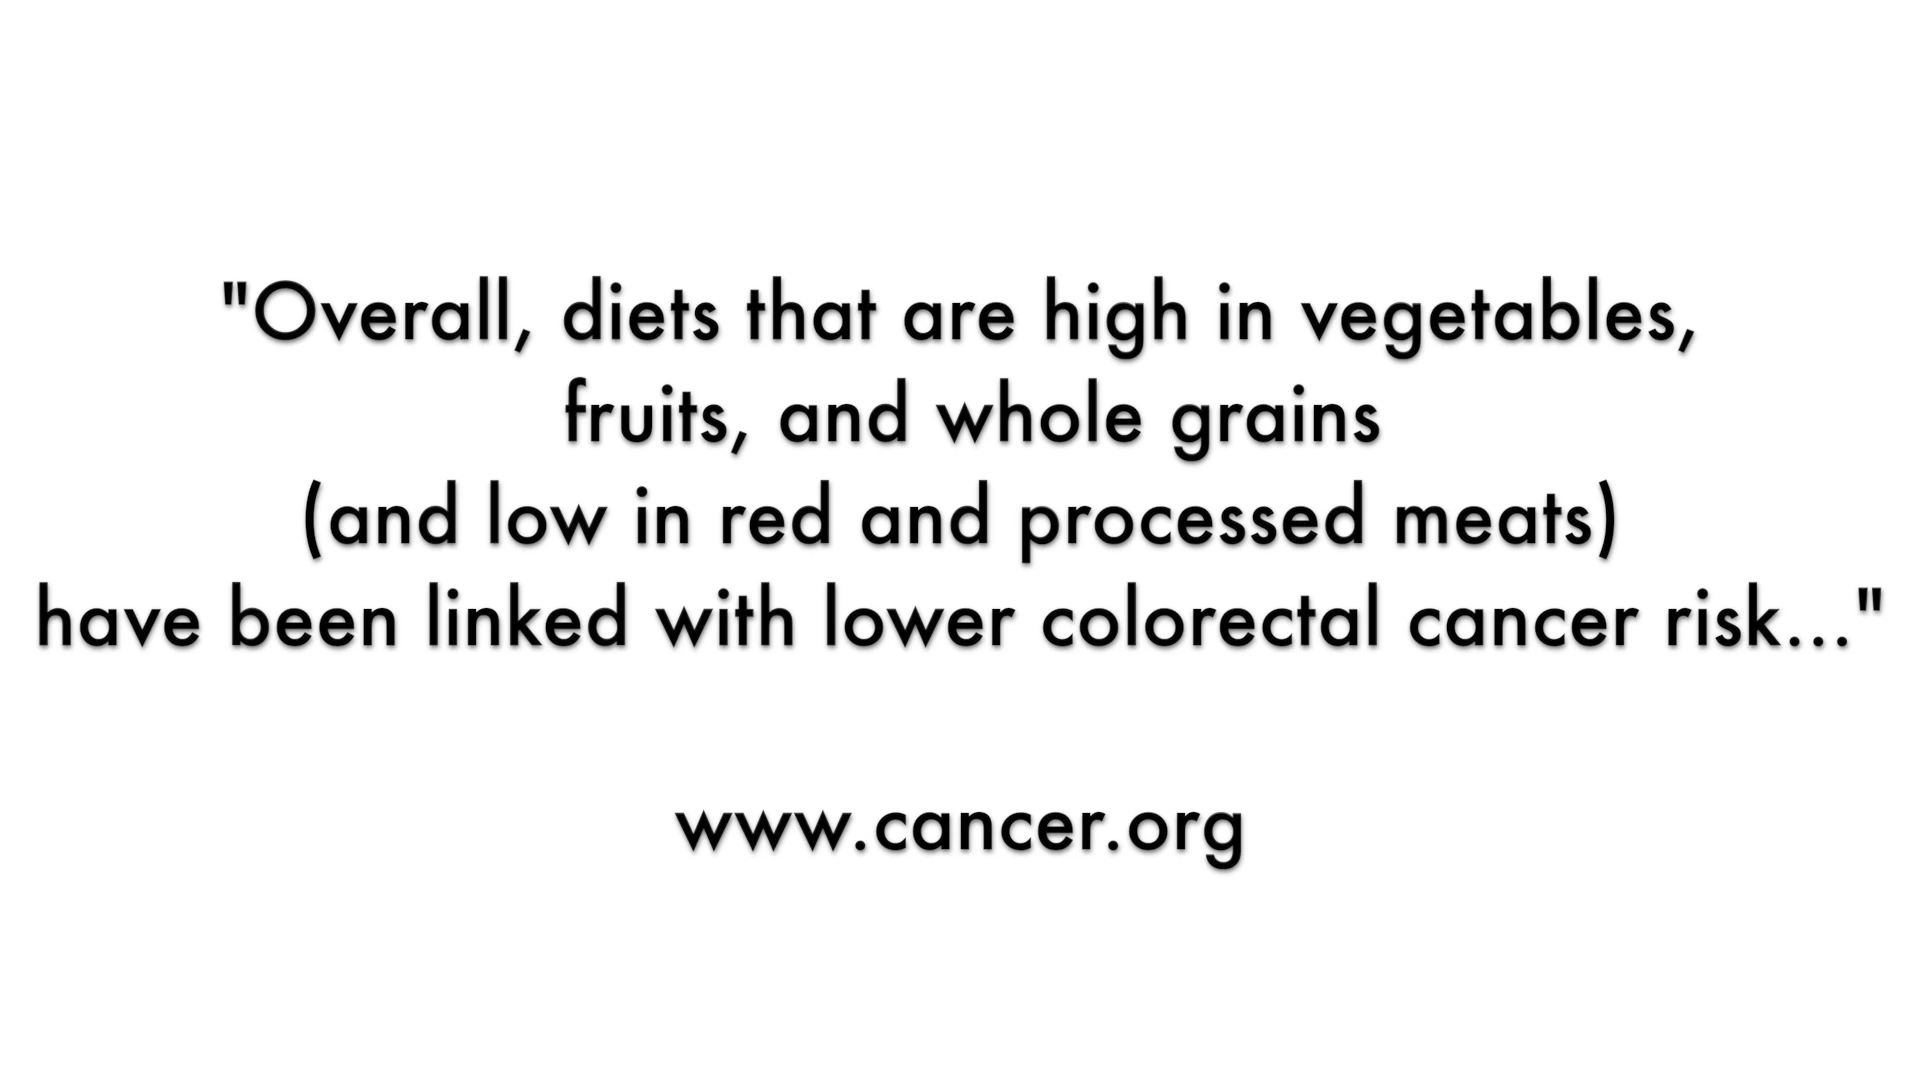 "Overall, diets that are high in vegetables,
fruits, and whole grains
(and low in red and processed meats)
have been linked with lower colorectal cancer risk..."
www.cancer.org